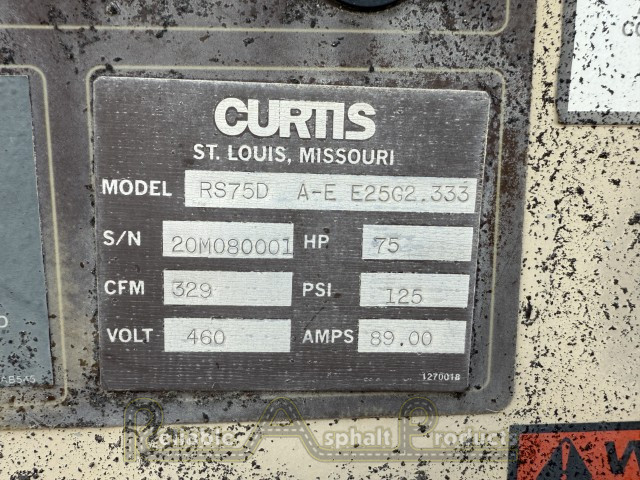 CURTIS
ST. LOUIS, MISSOURI
MODEL RS75D A-E E25G2.333
S/N 20M080001 HP 75
CFM 329 PSI 125
VOLT 460 AMPS 89.00
1270018
Reliable Asphalt Products